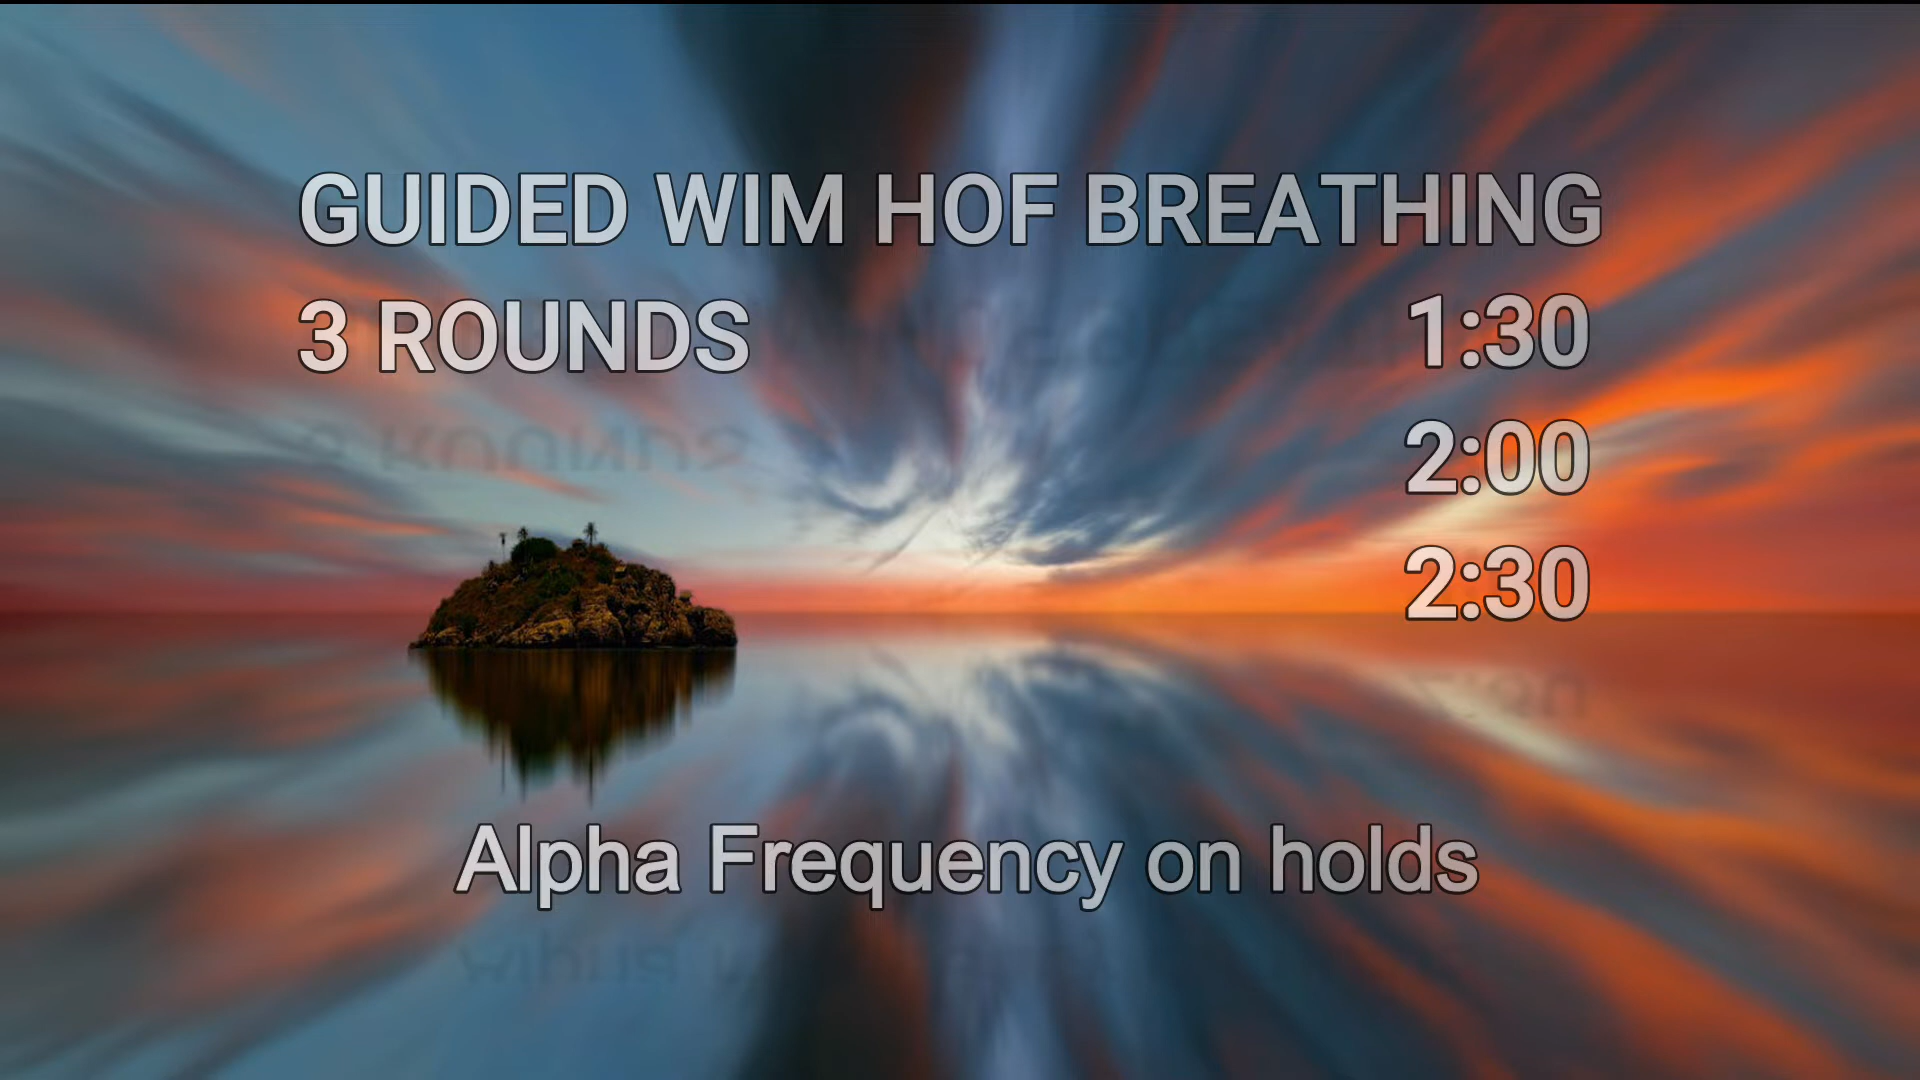 GUIDED WIM HOF BREATHING
3 ROUNDS 1:30
2:00
2:30
Alpha Frequency on holds